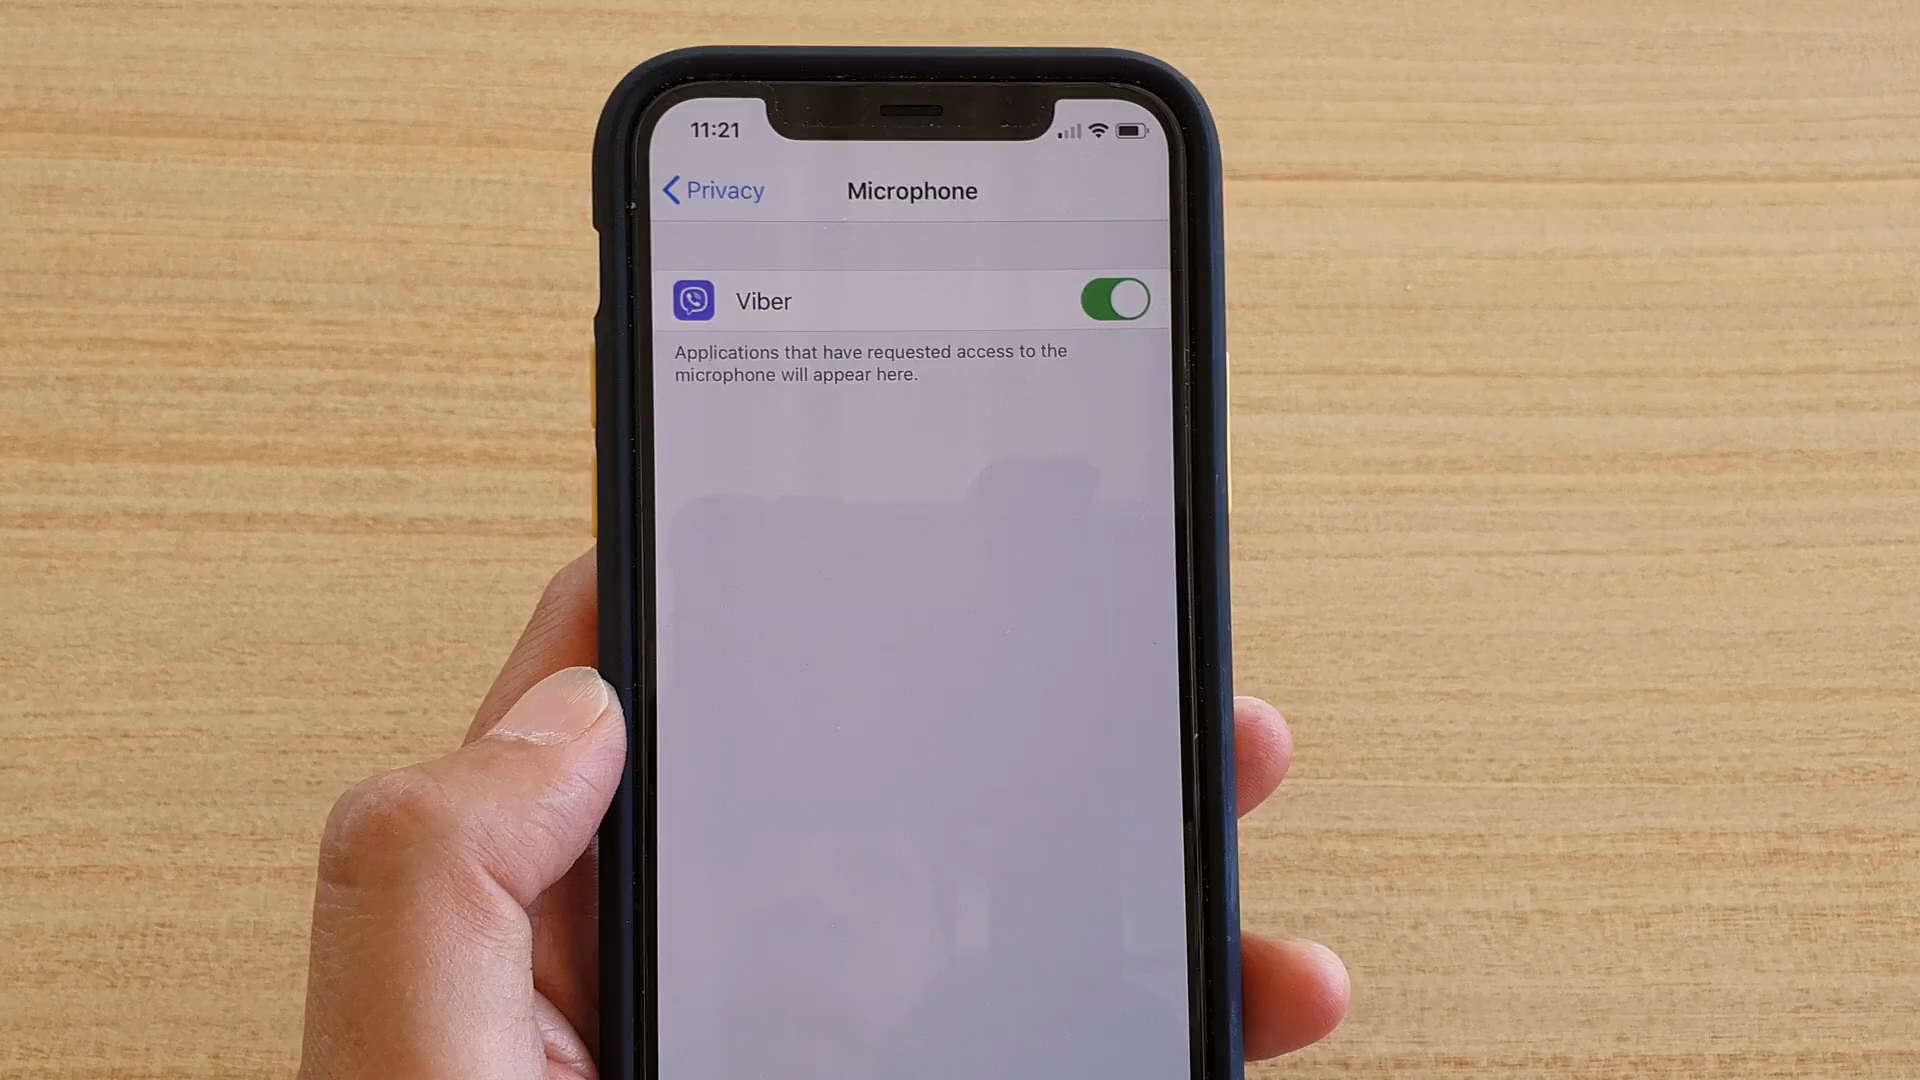 11:21
Privacy
Microphone
Viber
Applications that have requested access to the
microphone will appear here.